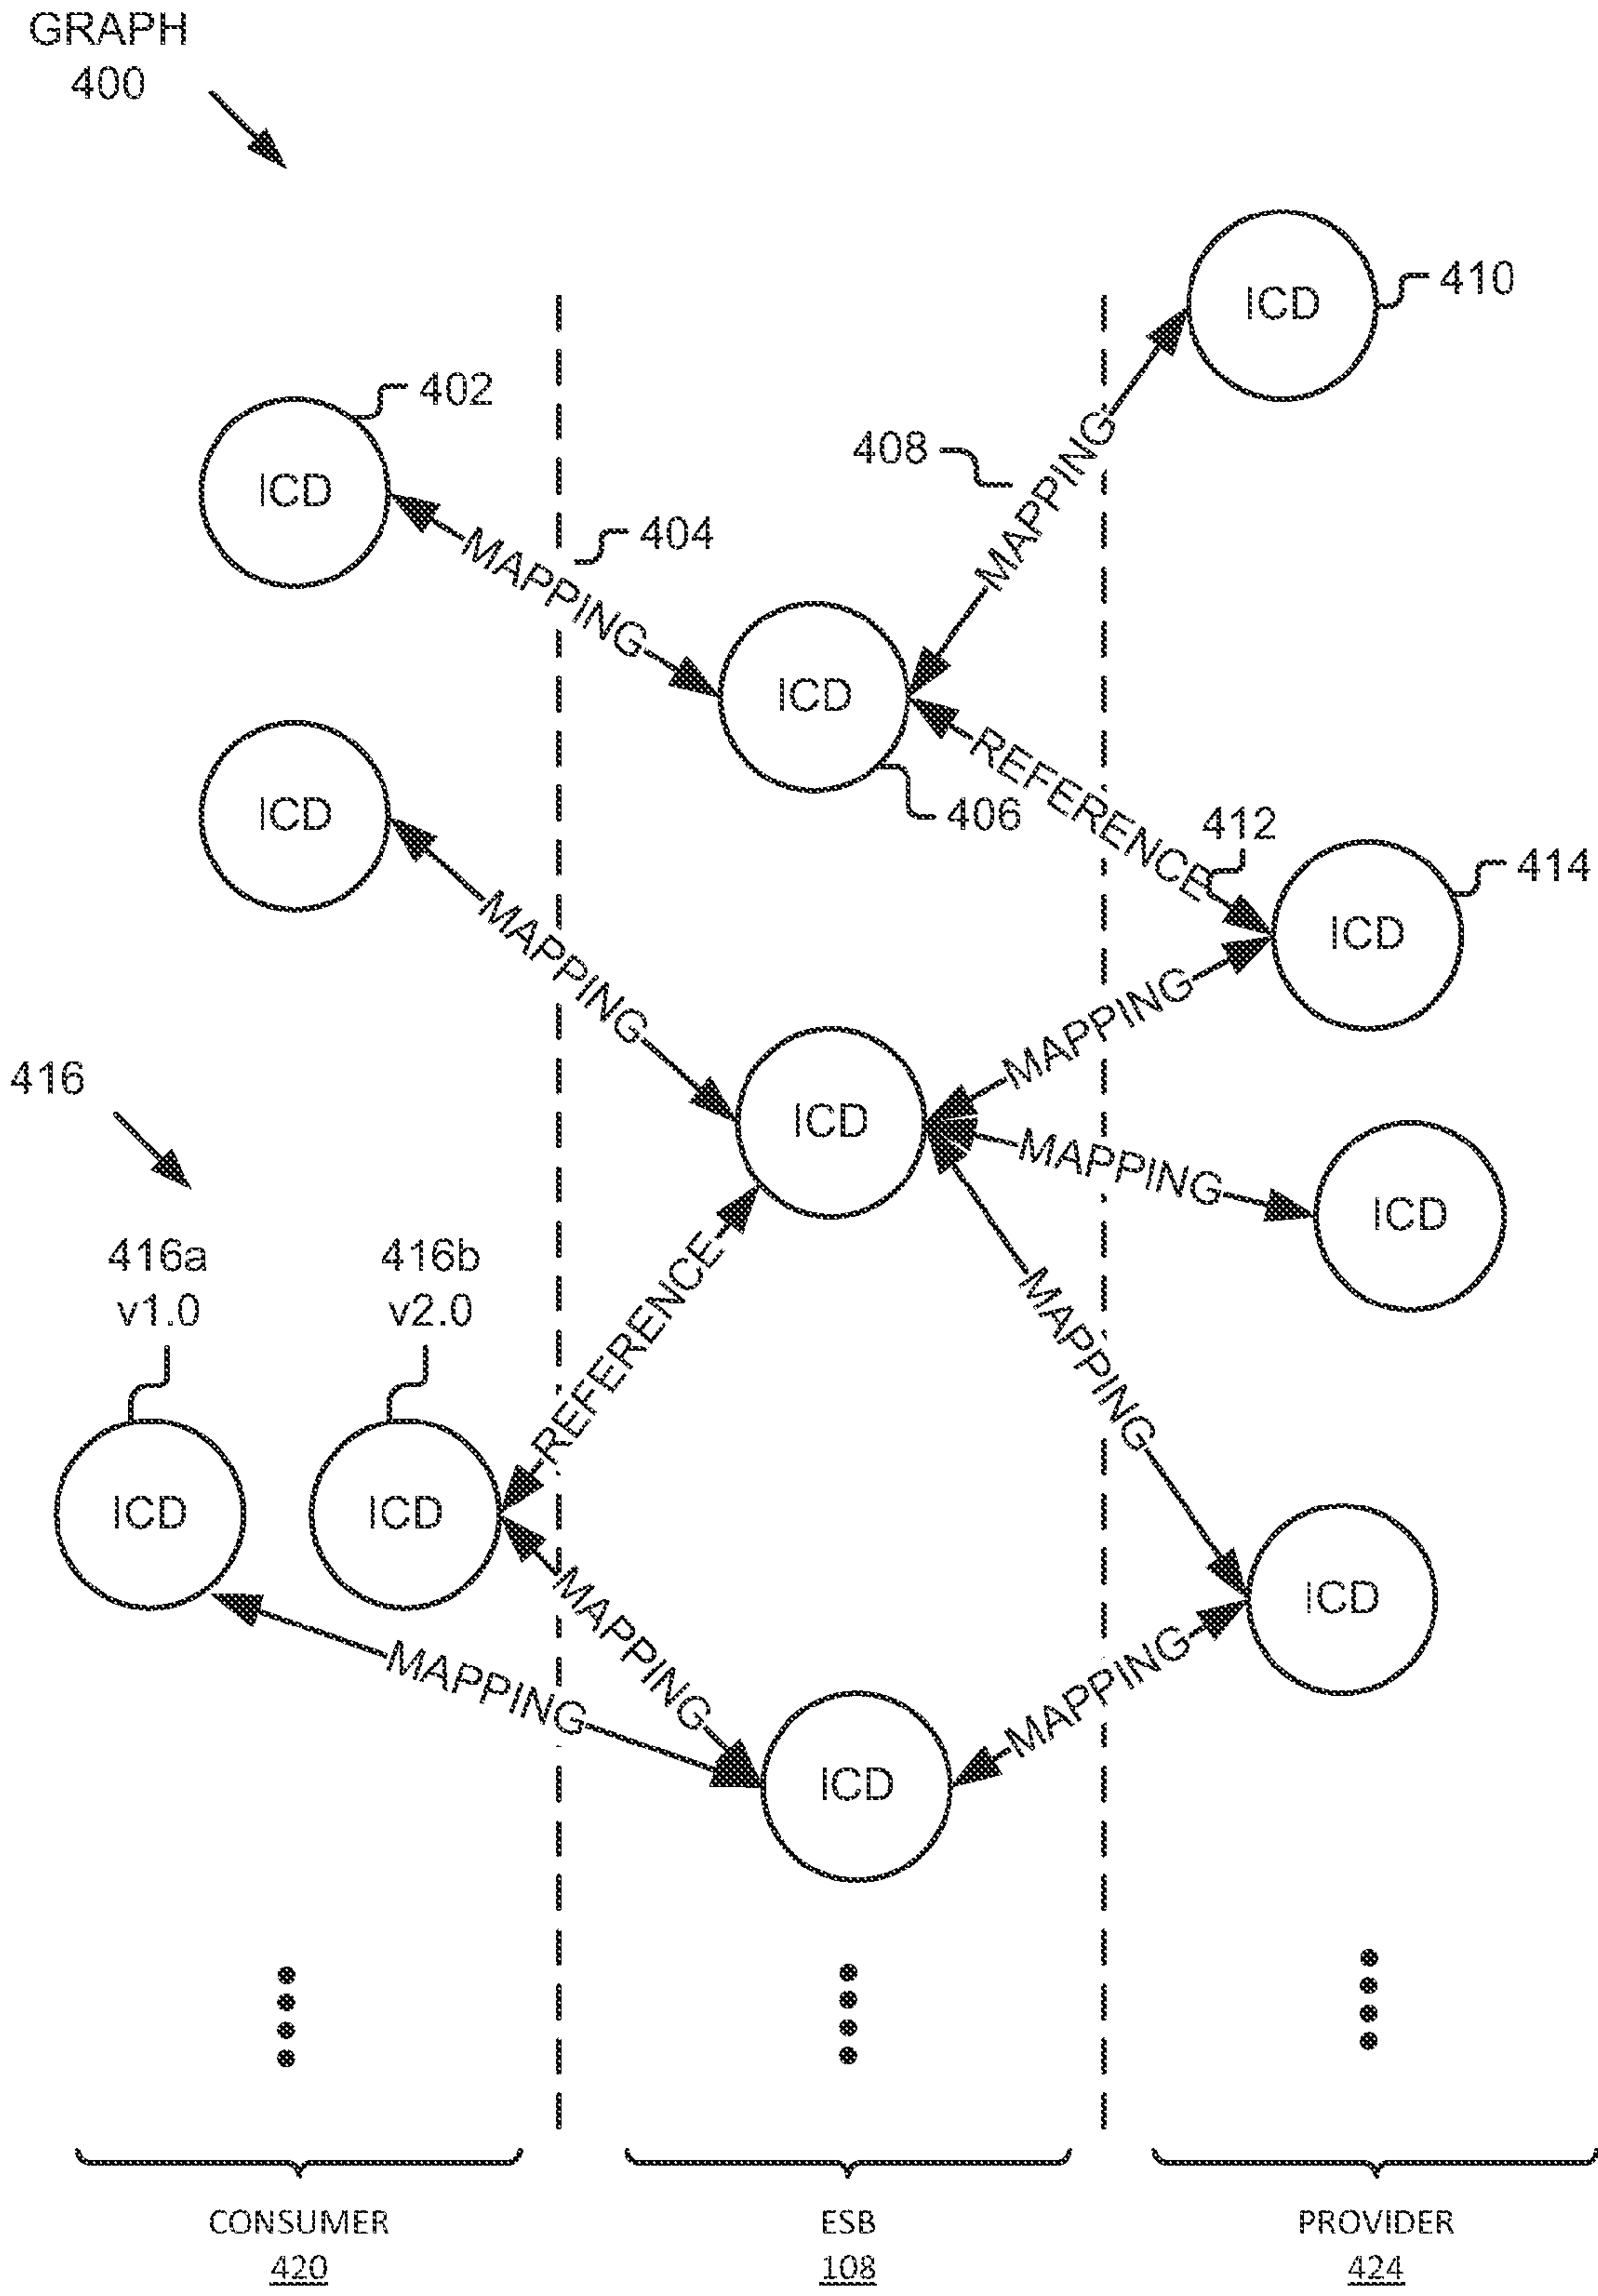 GRAPH
400
ICD
410
402
ICD
408
MAPPING
404
MAPPING
ICD
406
REFERENCE
412
ICD
414
ICD
MAPPING
MAPPING
416
ICD
MAPPING
ICD
416a
v1.0
416b
v2.0
REFERENCE
MAPPING
ICD
ICD
MAPPING
MAPPING
ICD
MAPPING
ICD
CONSUMER
420
ESB
108
PROVIDER
424